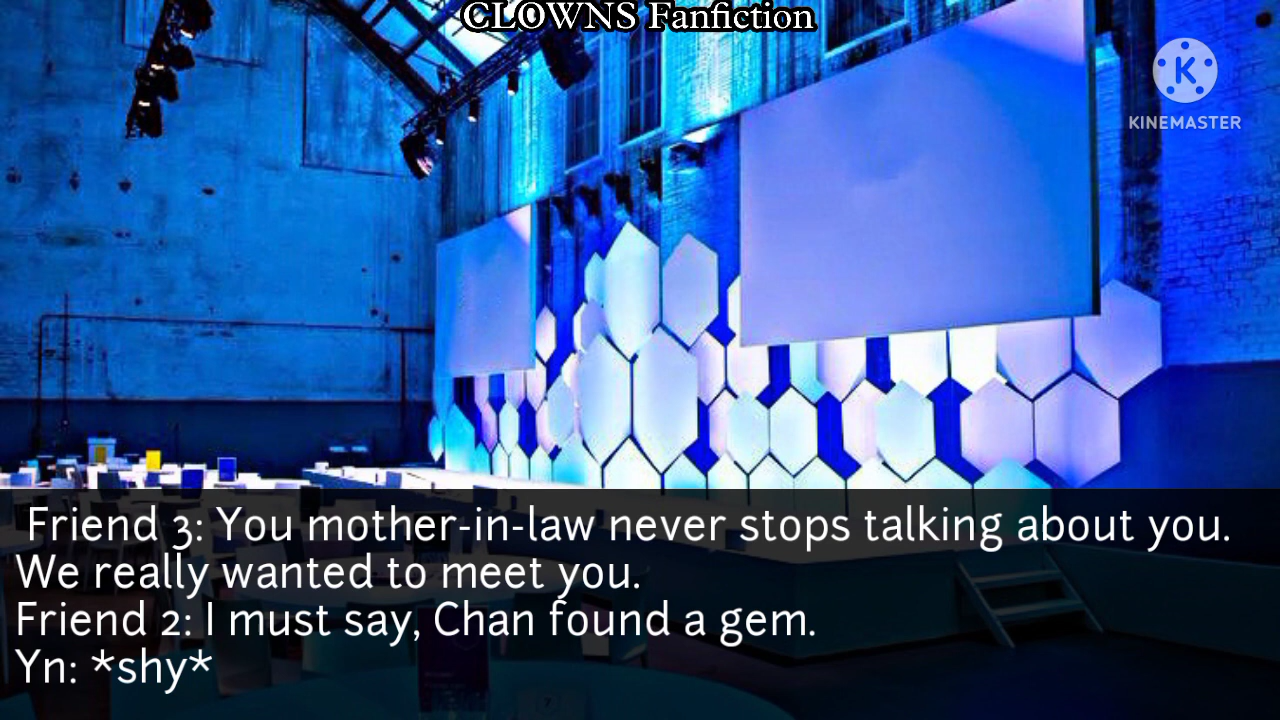 CLOWNS Fanfiction
K
KINEMASTER
Friend 3: You mother-in-law never stops talking about you.
We really wanted to meet you.
Friend 2: I must say, Chan found a gem.
Yn: *shy*